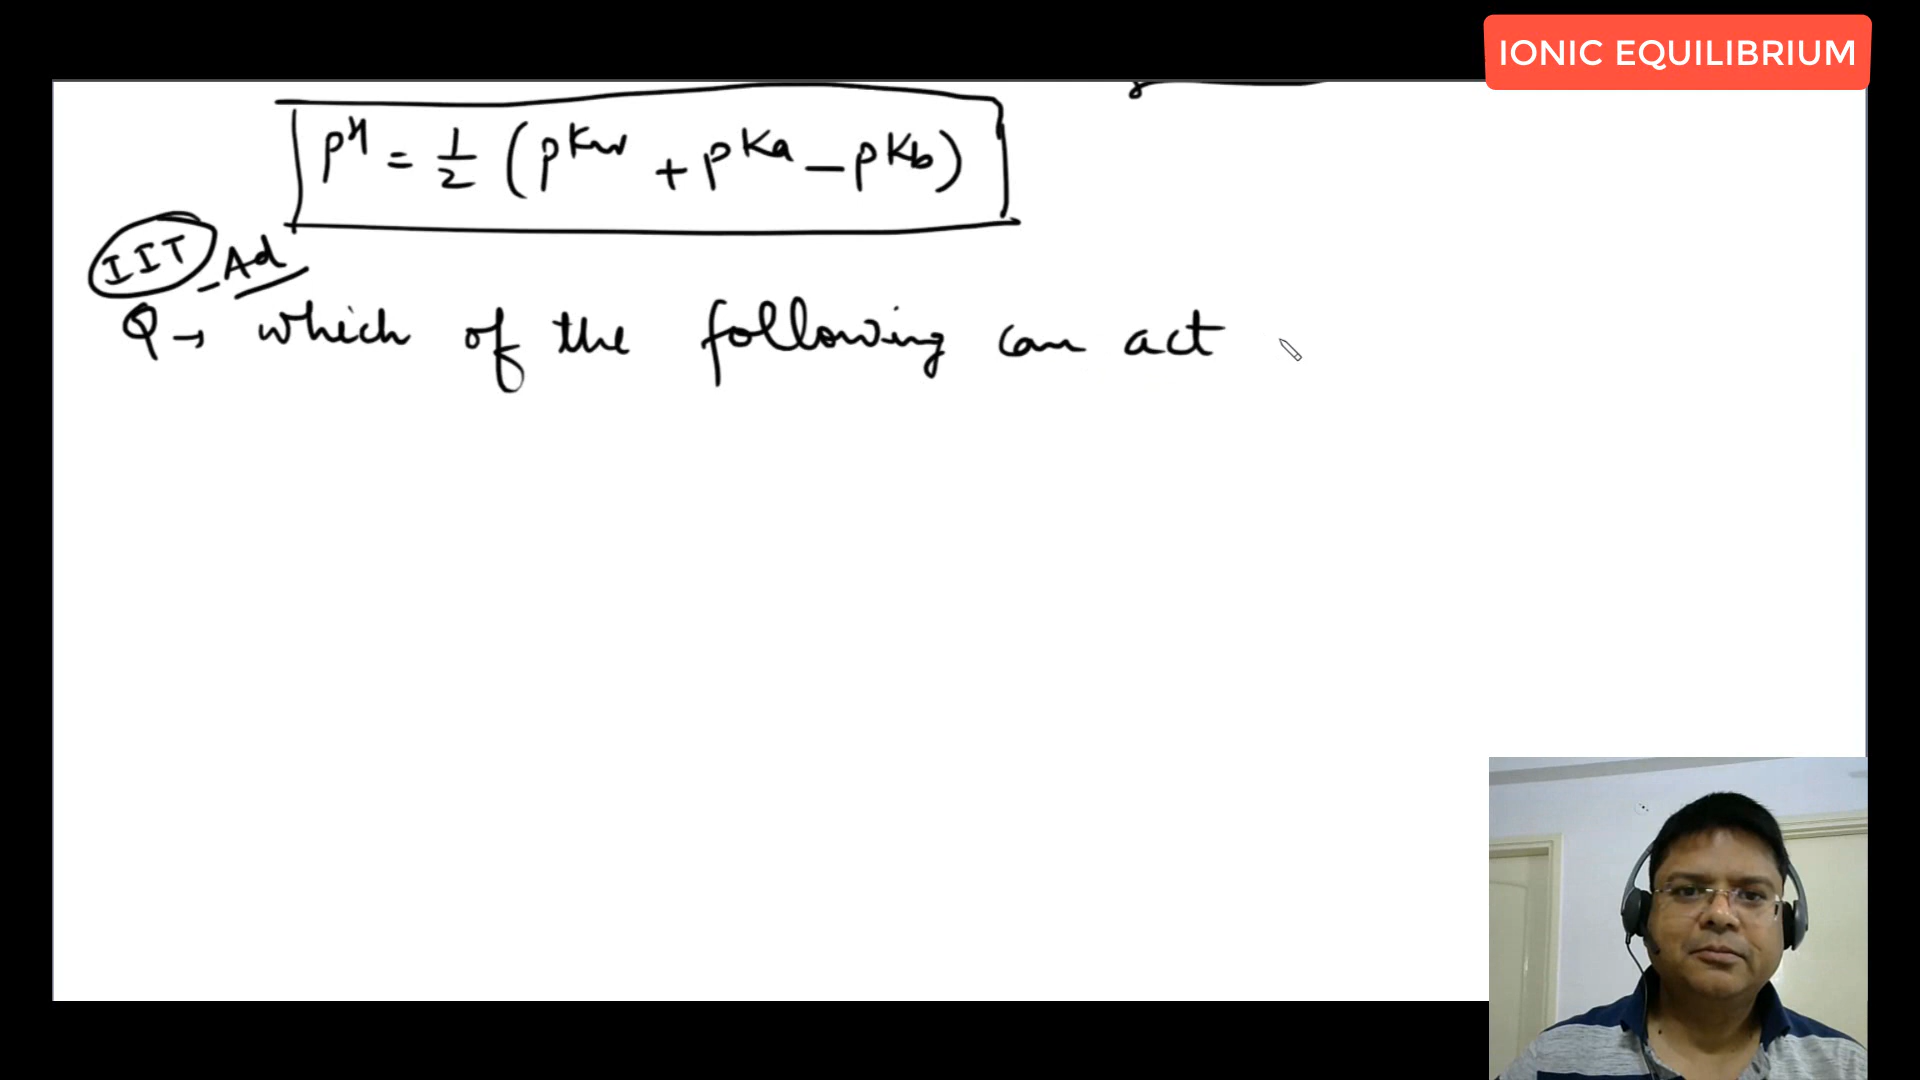 IONIC EQUILIBRIUM
pH = 1/2 (pKw + pKa - pKb)
IIT - Ad
Q → which of the following can act